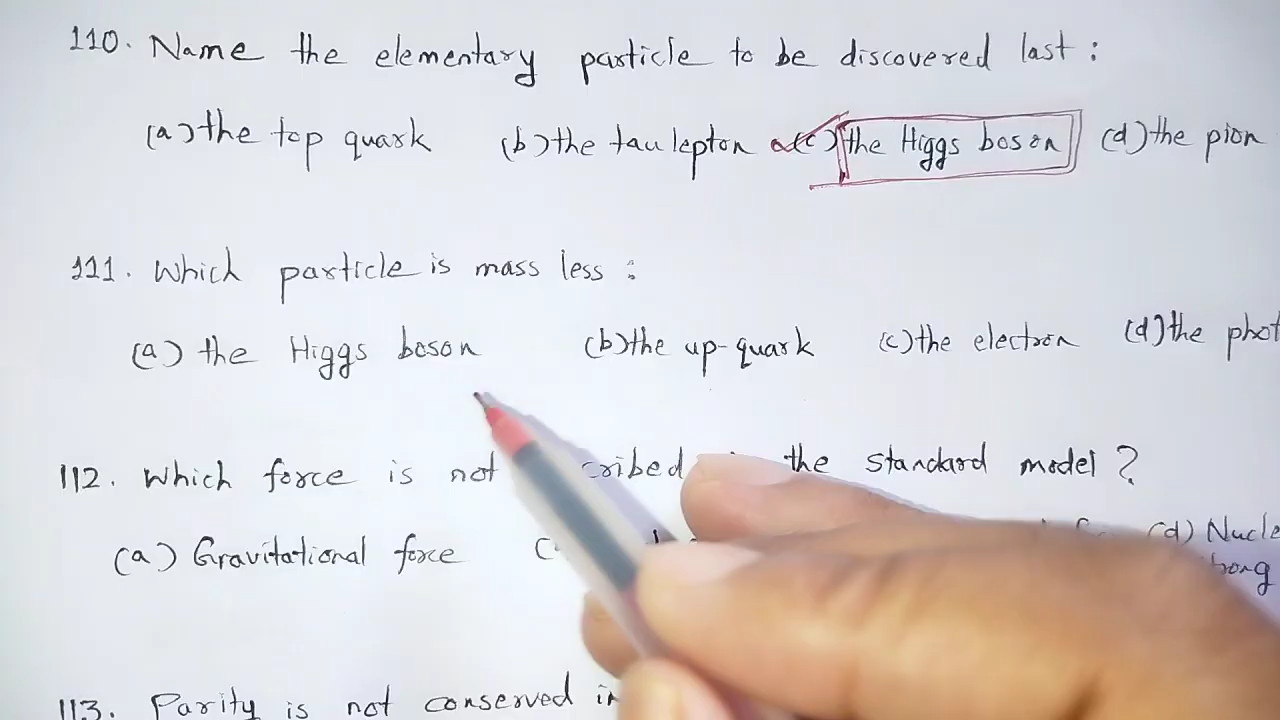 110. Name the elementary particle to be discovered last :
(a) the top quark (b) the tau lepton (c) the Higgs boson (d) the pion
111. Which particle is mass less :
(a) the Higgs boson (b) the up-quark (c) the electron (d) the phot
112. Which force is not cribed the standard model ?
(a) Gravitational force (d) Nucle
113. Parity is not conserved in